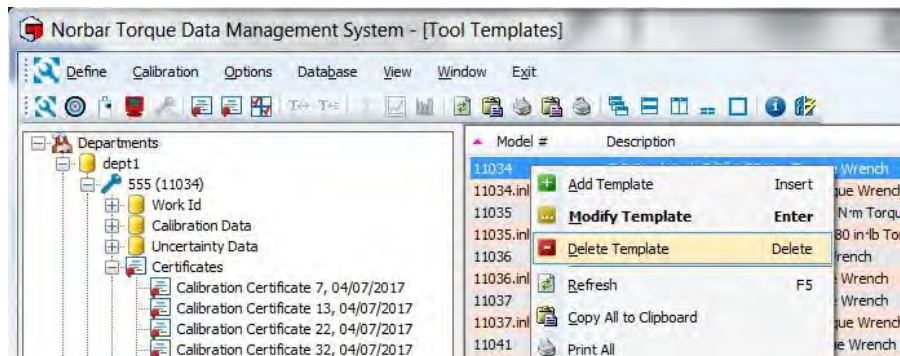 Norbar Torque Data Management System - [Tool Templates]
Define Calibration Options Database View Window Exit
Departments
dept1
555 (11034)
Work Id
Calibration Data
Uncertainty Data
Certificates
Calibration Certificate 7, 04/07/2017
Calibration Certificate 13, 04/07/2017
Calibration Certificate 22, 04/07/2017
Calibration Certificate 32, 04/07/2017
Model # Description
11034 Wrench
11034.inl Wrench
11035 N·m
11035.inl 80 in·lb
11036
11036.inl Wrench
11037 Wrench
11037.inl Wrench
11041 Wrench
Add Template Insert
Modify Template Enter
Delete Template Delete
Refresh F5
Copy All to Clipboard
Print All